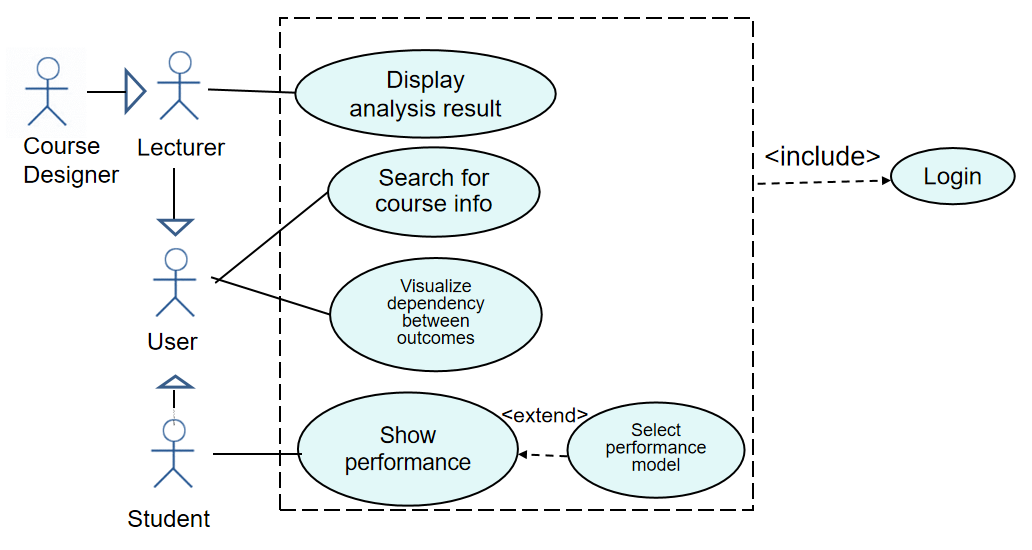 Display
analysis result
Course
Designer
Lecturer
<include>
Login
Search for
course info
Visualize
dependency
between
outcomes
User
<extend>
Show
performance
Select
performance
model
Student